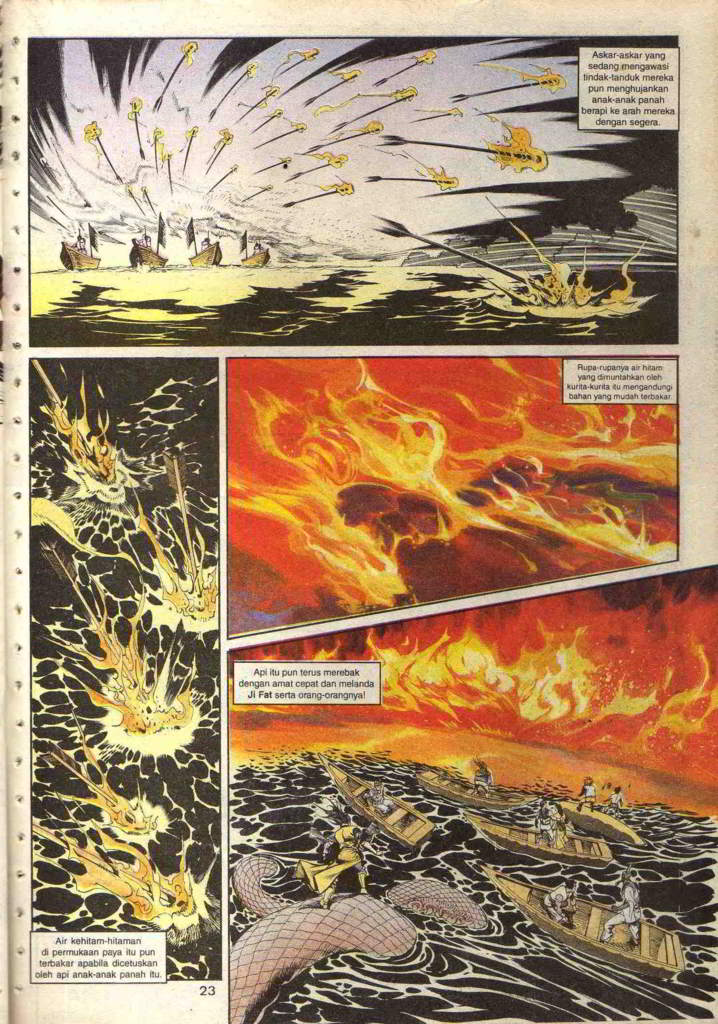 Askar-askar yang
sedang mengawasi
tindak-tanduk mereka
pun menghujankan
anak-anak panah
berapi ke arah mereka
dengan segera.
Rupa-rupanya air hitam
yang dimuntahkan oleh
kurita-kurita itu mengandungi
bahan yang mudah terbakar.
Api itu pun terus merebak
dengan amat cepat dan melanda
Ji Fat serta orang-orangnya!
Air kehitam-hitaman
di permukaan paya itu pun
terbakar apabila dicetuskan
oleh api anak-anak panah itu.
23